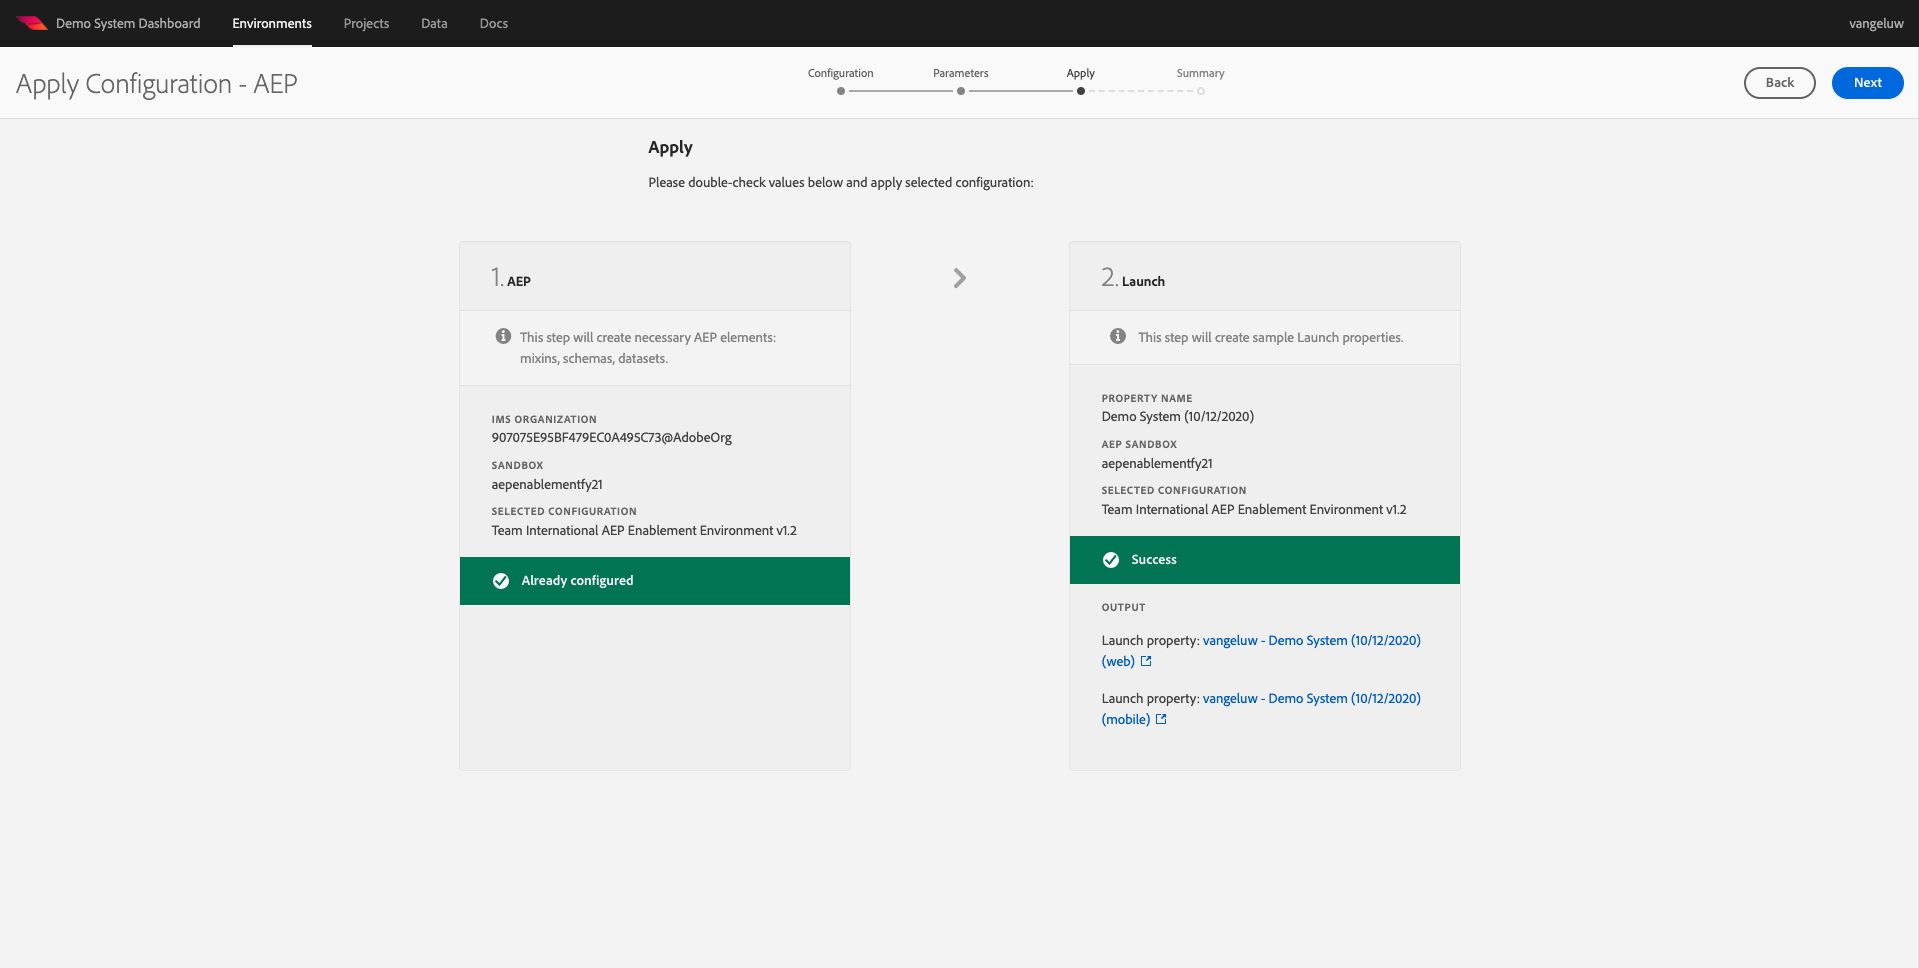 Demo System Dashboard
Environments
Projects
Data
Docs
vangeluw
Apply Configuration - AEP
Configuration
Parameters
Apply
Summary
Back
Next
Apply
Please double-check values below and apply selected configuration:
1. AEP
This step will create necessary AEP elements:
mixins, schemas, datasets.
IMS ORGANIZATION
907075E95BF479EC0A495C73@AdobeOrg
SANDBOX
aepenablementfy21
SELECTED CONFIGURATION
Team International AEP Enablement Environment v1.2
Already configured
2. Launch
This step will create sample Launch properties.
PROPERTY NAME
Demo System (10/12/2020)
AEP SANDBOX
aepenablementfy21
SELECTED CONFIGURATION
Team International AEP Enablement Environment v1.2
Success
OUTPUT
Launch property: vangeluw - Demo System (10/12/2020)
(web)
Launch property: vangeluw - Demo System (10/12/2020)
(mobile)